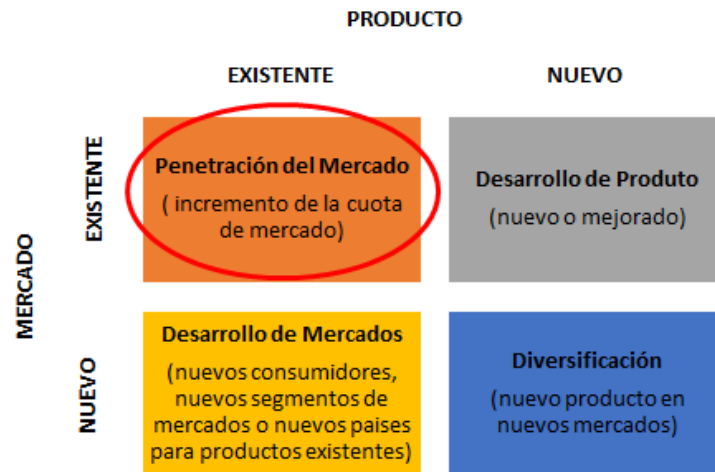 PRODUCTO
EXISTENTE
NUEVO
MERCADO
EXISTENTE
Penetración del Mercado
( incremento de la cuota
de mercado)
Desarrollo de Produto
(nuevo o mejorado)
NUEVO
Desarrollo de Mercados
(nuevos consumidores,
nuevos segmentos de
mercados o nuevos paises
para productos existentes)
Diversificación
(nuevo producto en
nuevos mercados)